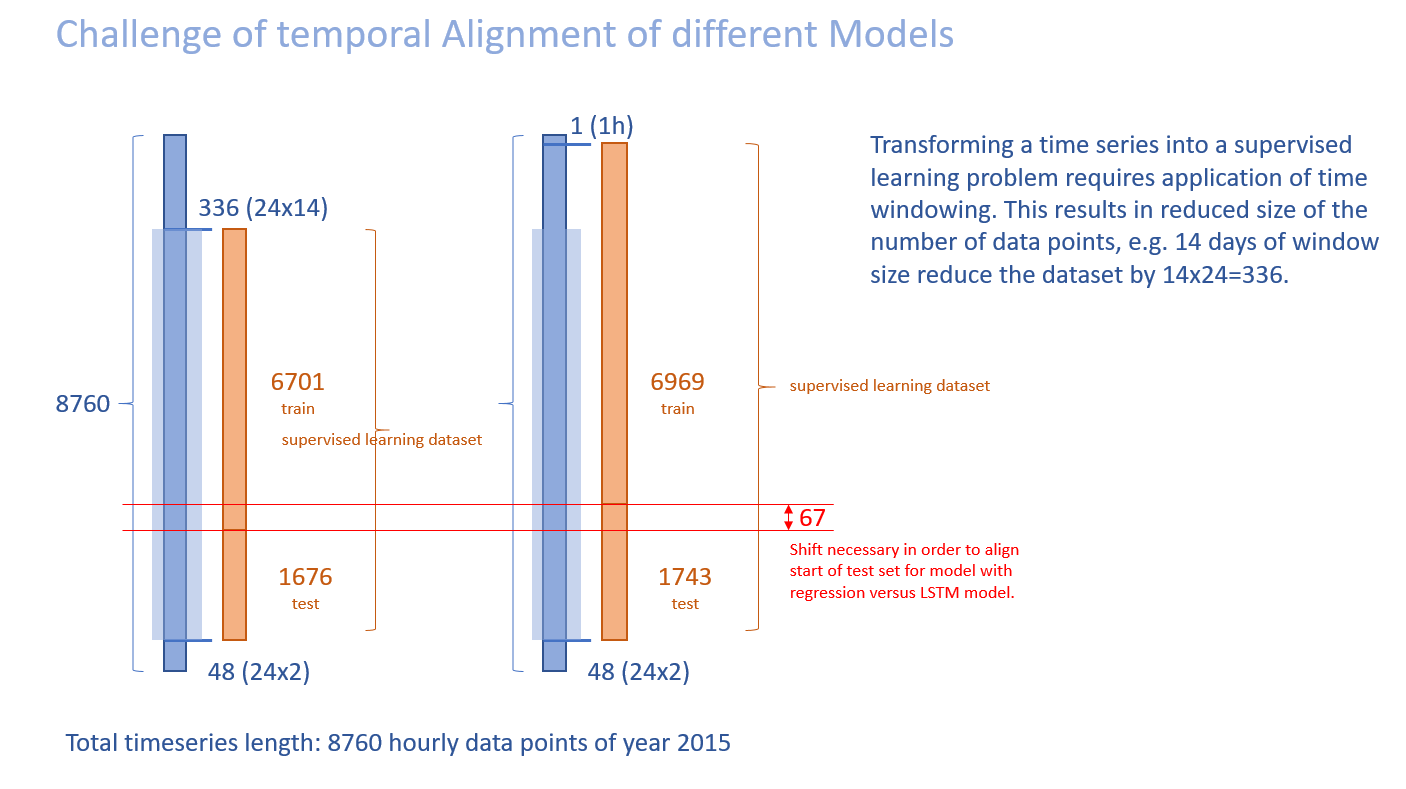 Challenge of temporal Alignment of different Models
1 (1h)
336 (24x14)
Transforming a time series into a supervised
learning problem requires application of time
windowing. This results in reduced size of the
number of data points, e.g. 14 days of window
size reduce the dataset by 14x24=336.
8760
6701
train
supervised learning dataset
6969
train
supervised learning dataset
67
Shift necessary in order to align
start of test set for model with
regression versus LSTM model.
1676
test
1743
test
48 (24x2)
48 (24x2)
Total timeseries length: 8760 hourly data points of year 2015